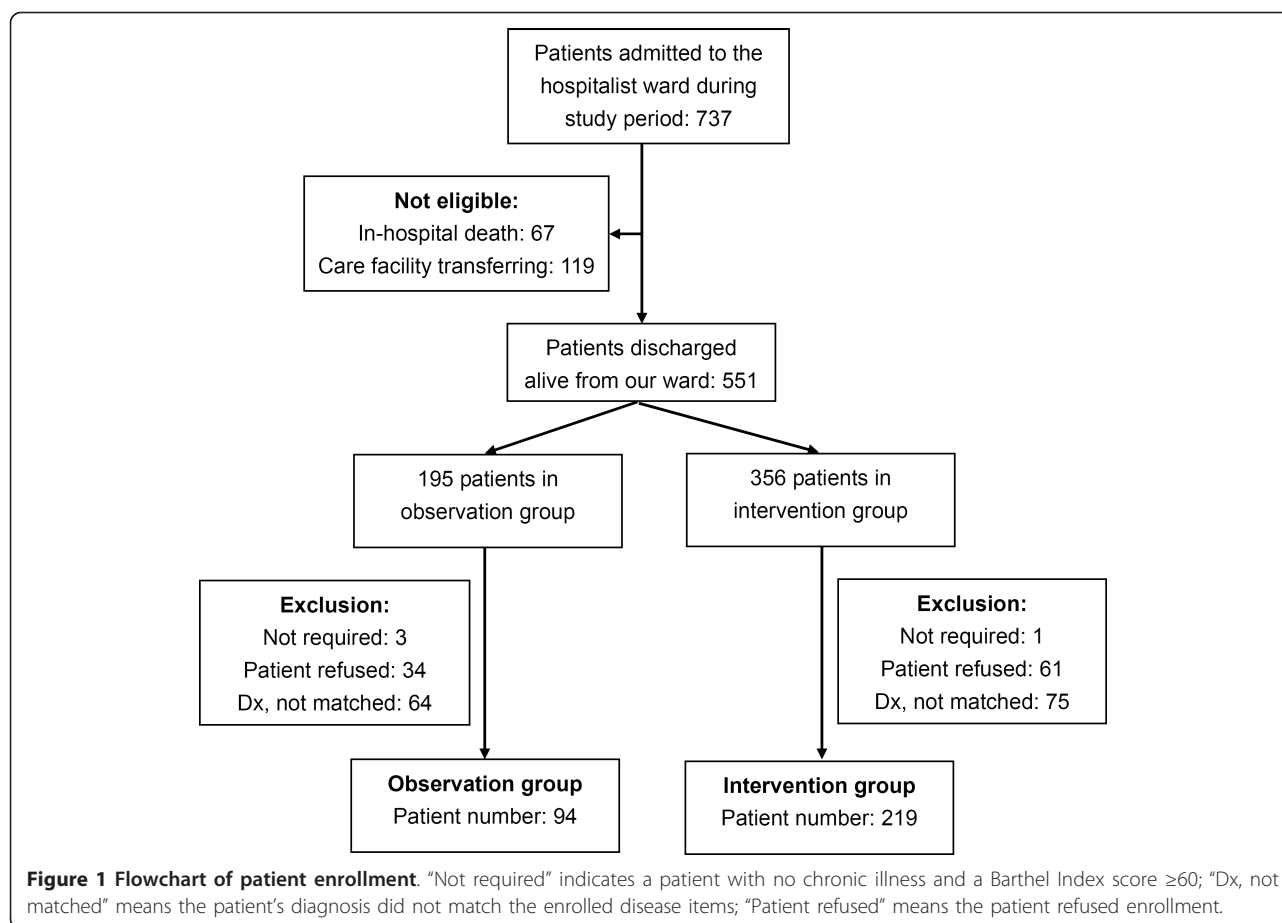 Patients admitted to the
hospitalist ward during
study period: 737
Not eligible:
In-hospital death: 67
Care facility transferring: 119
Patients discharged
alive from our ward: 551
195 patients in
observation group
356 patients in
intervention group
Exclusion:
Not required: 3
Patient refused: 34
Dx, not matched: 64
Exclusion:
Not required: 1
Patient refused: 61
Dx, not matched: 75
Observation group
Patient number: 94
Intervention group
Patient number: 219
Figure 1 Flowchart of patient enrollment. “Not required” indicates a patient with no chronic illness and a Barthel Index score ≥60; “Dx, not
matched” means the patient’s diagnosis did not match the enrolled disease items; “Patient refused” means the patient refused enrollment.